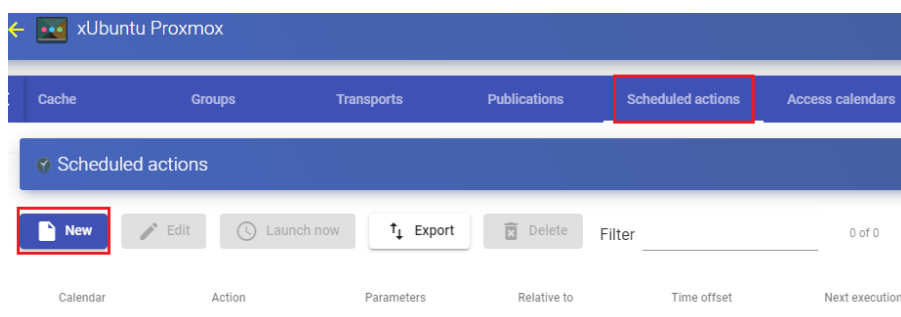 xUbuntu Proxmox
Cache Groups Transports Publications Scheduled actions Access calendars
Scheduled actions
New Edit Launch now Export Delete Filter 0 of 0
Calendar Action Parameters Relative to Time offset Next execution